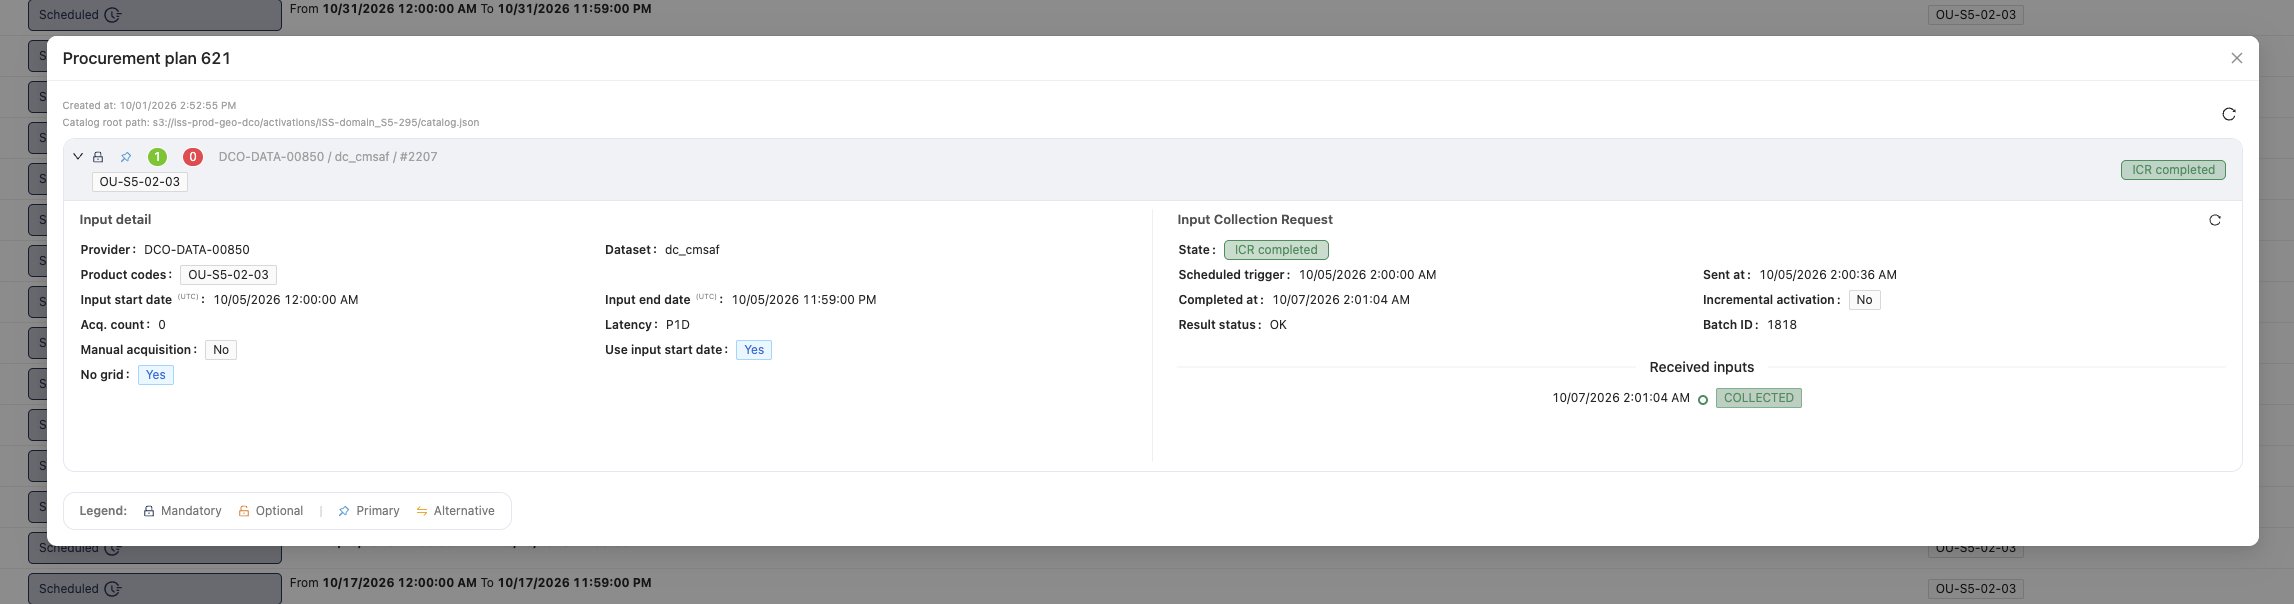 Scheduled From 10/31/2026 12:00:00 AM To 10/31/2026 11:59:00 PM OU-S5-02-03
Procurement plan 621
Created at: 10/01/2026 2:52:55 PM
Catalog root path: s3://iss-prod-geo-dco/activations/ISS-domain_S5-295/catalog.json
1 0 DCO-DATA-00850 / dc_cmsaf / #2207
OU-S5-02-03
ICR completed
Input detail
Provider : DCO-DATA-00850 Dataset : dc_cmsaf
Product codes : OU-S5-02-03
Input start date (UTC) : 10/05/2026 12:00:00 AM Input end date (UTC) : 10/05/2026 11:59:00 PM
Acq. count : 0 Latency : P1D
Manual acquisition : No Use input start date : Yes
No grid : Yes
Input Collection Request
State : ICR completed
Scheduled trigger : 10/05/2026 2:00:00 AM Sent at : 10/05/2026 2:00:36 AM
Completed at : 10/07/2026 2:01:04 AM Incremental activation : No
Result status : OK Batch ID : 1818
Received inputs
10/07/2026 2:01:04 AM COLLECTED
Legend: Mandatory Optional | Primary Alternative
Scheduled OU-S5-02-03
Scheduled From 10/17/2026 12:00:00 AM To 10/17/2026 11:59:00 PM OU-S5-02-03